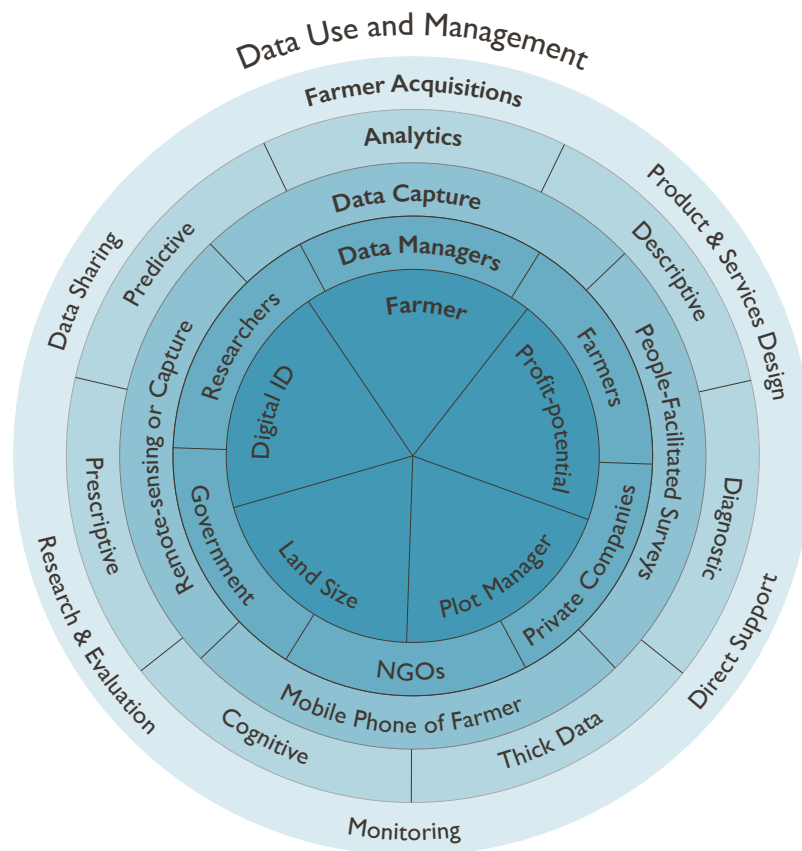 Data Use and Management
Farmer Acquisitions
Product & Services Design
Direct Support
Monitoring
Research & Evaluation
Data Sharing
Analytics
Descriptive
Diagnostic
Thick Data
Cognitive
Prescriptive
Predictive
Data Capture
People-Facilitated Surveys
Mobile Phone of Farmer
Remote-sensing or Capture
Data Managers
Farmers
Private Companies
NGOs
Government
Researchers
Farmer
Profit-potential
Plot Manager
Land Size
Digital ID